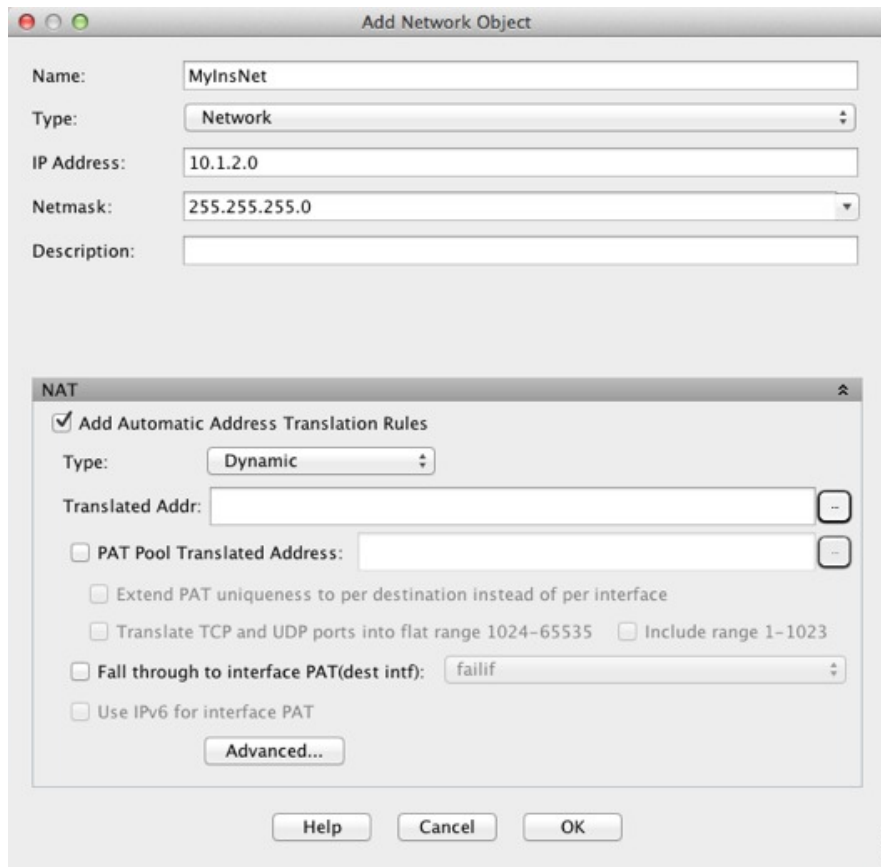 Add Network Object
Name: MyInsNet
Type: Network
IP Address: 10.1.2.0
Netmask: 255.255.255.0
Description:
NAT
Add Automatic Address Translation Rules
Type: Dynamic
Translated Addr: ...
PAT Pool Translated Address: ...
Extend PAT uniqueness to per destination instead of per interface
Translate TCP and UDP ports into flat range 1024-65535 Include range 1-1023
Fall through to interface PAT(dest intf): failif
Use IPv6 for interface PAT
Advanced...
Help Cancel OK